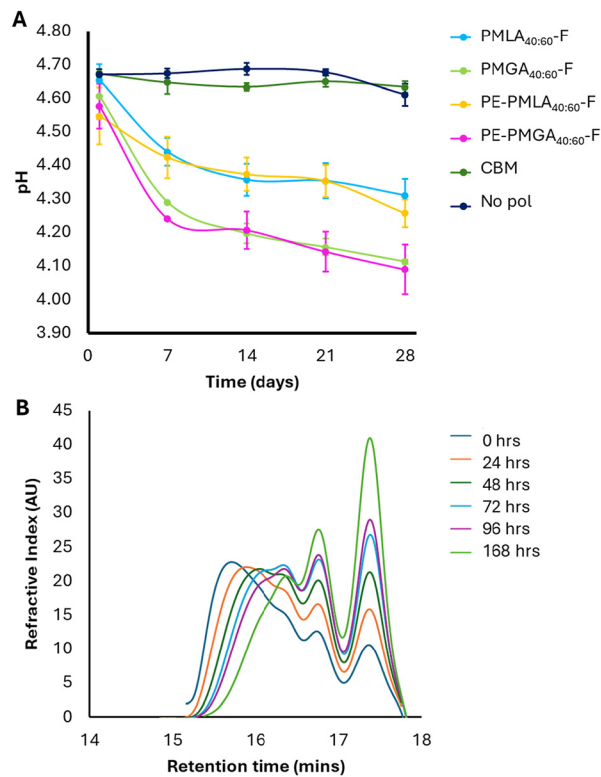 A
4.80
4.70
4.60
4.50
4.40
4.30
4.20
4.10
4.00
3.90
pH
0 7 14 21 28
Time (days)
PMLA40:60-F
PMGA40:60-F
PE-PMLA40:60-F
PE-PMGA40:60-F
CBM
No pol
B
45
40
35
30
25
20
15
10
5
0
Refractive Index (AU)
14 15 16 17 18
Retention time (mins)
0 hrs
24 hrs
48 hrs
72 hrs
96 hrs
168 hrs